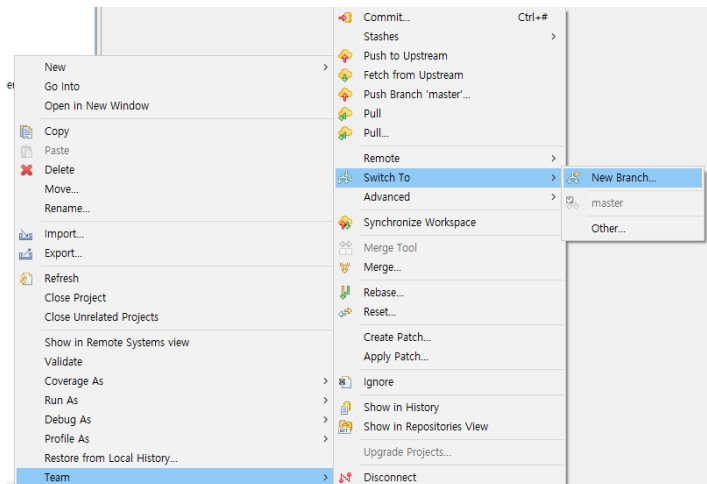 er
New
Go Into
Open in New Window
Copy
Paste
Delete
Move...
Rename...
Import...
Export...
Refresh
Close Project
Close Unrelated Projects
Show in Remote Systems view
Validate
Coverage As
Run As
Debug As
Profile As
Restore from Local History...
Team
Commit... Ctrl+#
Stashes
Push to Upstream
Fetch from Upstream
Push Branch 'master'...
Pull
Pull...
Remote
Switch To
Advanced
Synchronize Workspace
Merge Tool
Merge...
Rebase...
Reset...
Create Patch...
Apply Patch...
Ignore
Show in History
Show in Repositories View
Upgrade Projects...
Disconnect
New Branch...
master
Other...